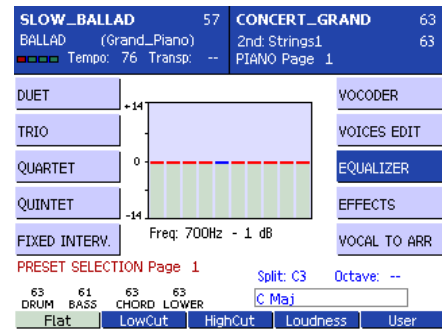 SLOW_BALLAD 57 CONCERT_GRAND 63
BALLAD (Grand_Piano) 2nd: Strings1 63
Tempo: 76 Transp: -- PIANO Page 1
DUET
TRIO
QUARTET
QUINTET
FIXED INTERV.
+14
0
-14
Freq: 700Hz - 1 dB
VOCODER
VOICES EDIT
EQUALIZER
EFFECTS
VOCAL TO ARR
PRESET SELECTION Page 1
Split: C3 Octave: --
63 61 63 63
DRUM BASS CHORD LOWER
C Maj
Flat LowCut HighCut Loudness User